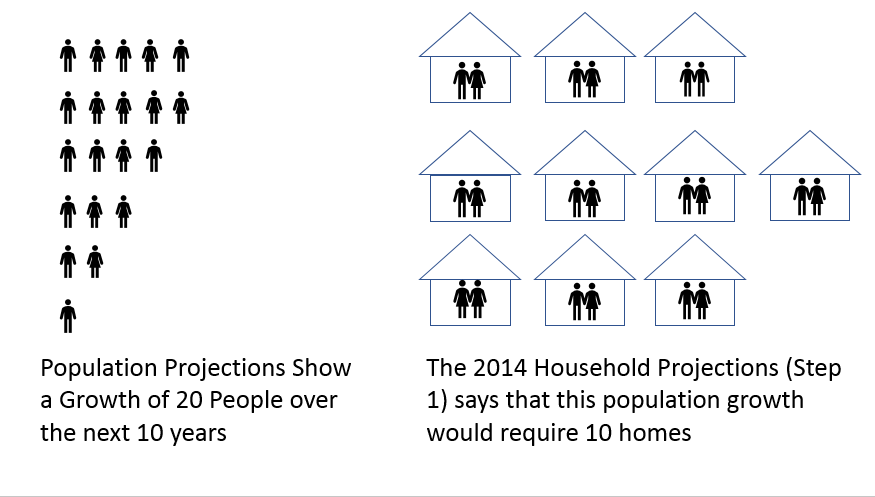 Population Projections Show
a Growth of 20 People over
the next 10 years
The 2014 Household Projections (Step
1) says that this population growth
would require 10 homes